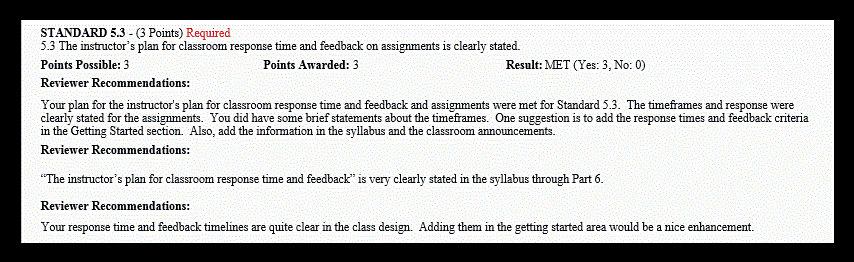 STANDARD 5.3 - (3 Points) Required
5.3 The instructor's plan for classroom response time and feedback on assignments is clearly stated.
Points Possible: 3 Points Awarded: 3 Result: MET (Yes: 3, No: 0)
Reviewer Recommendations:
Your plan for the instructor's plan for classroom response time and feedback and assignments were met for Standard 5.3. The timeframes and response were
clearly stated for the assignments. You did have some brief statements about the timeframes. One suggestion is to add the response times and feedback criteria
in the Getting Started section. Also, add the information in the syllabus and the classroom announcements.
Reviewer Recommendations:
“The instructor's plan for classroom response time and feedback” is very clearly stated in the syllabus through Part 6.
Reviewer Recommendations:
Your response time and feedback timelines are quite clear in the class design. Adding them in the getting started area would be a nice enhancement.